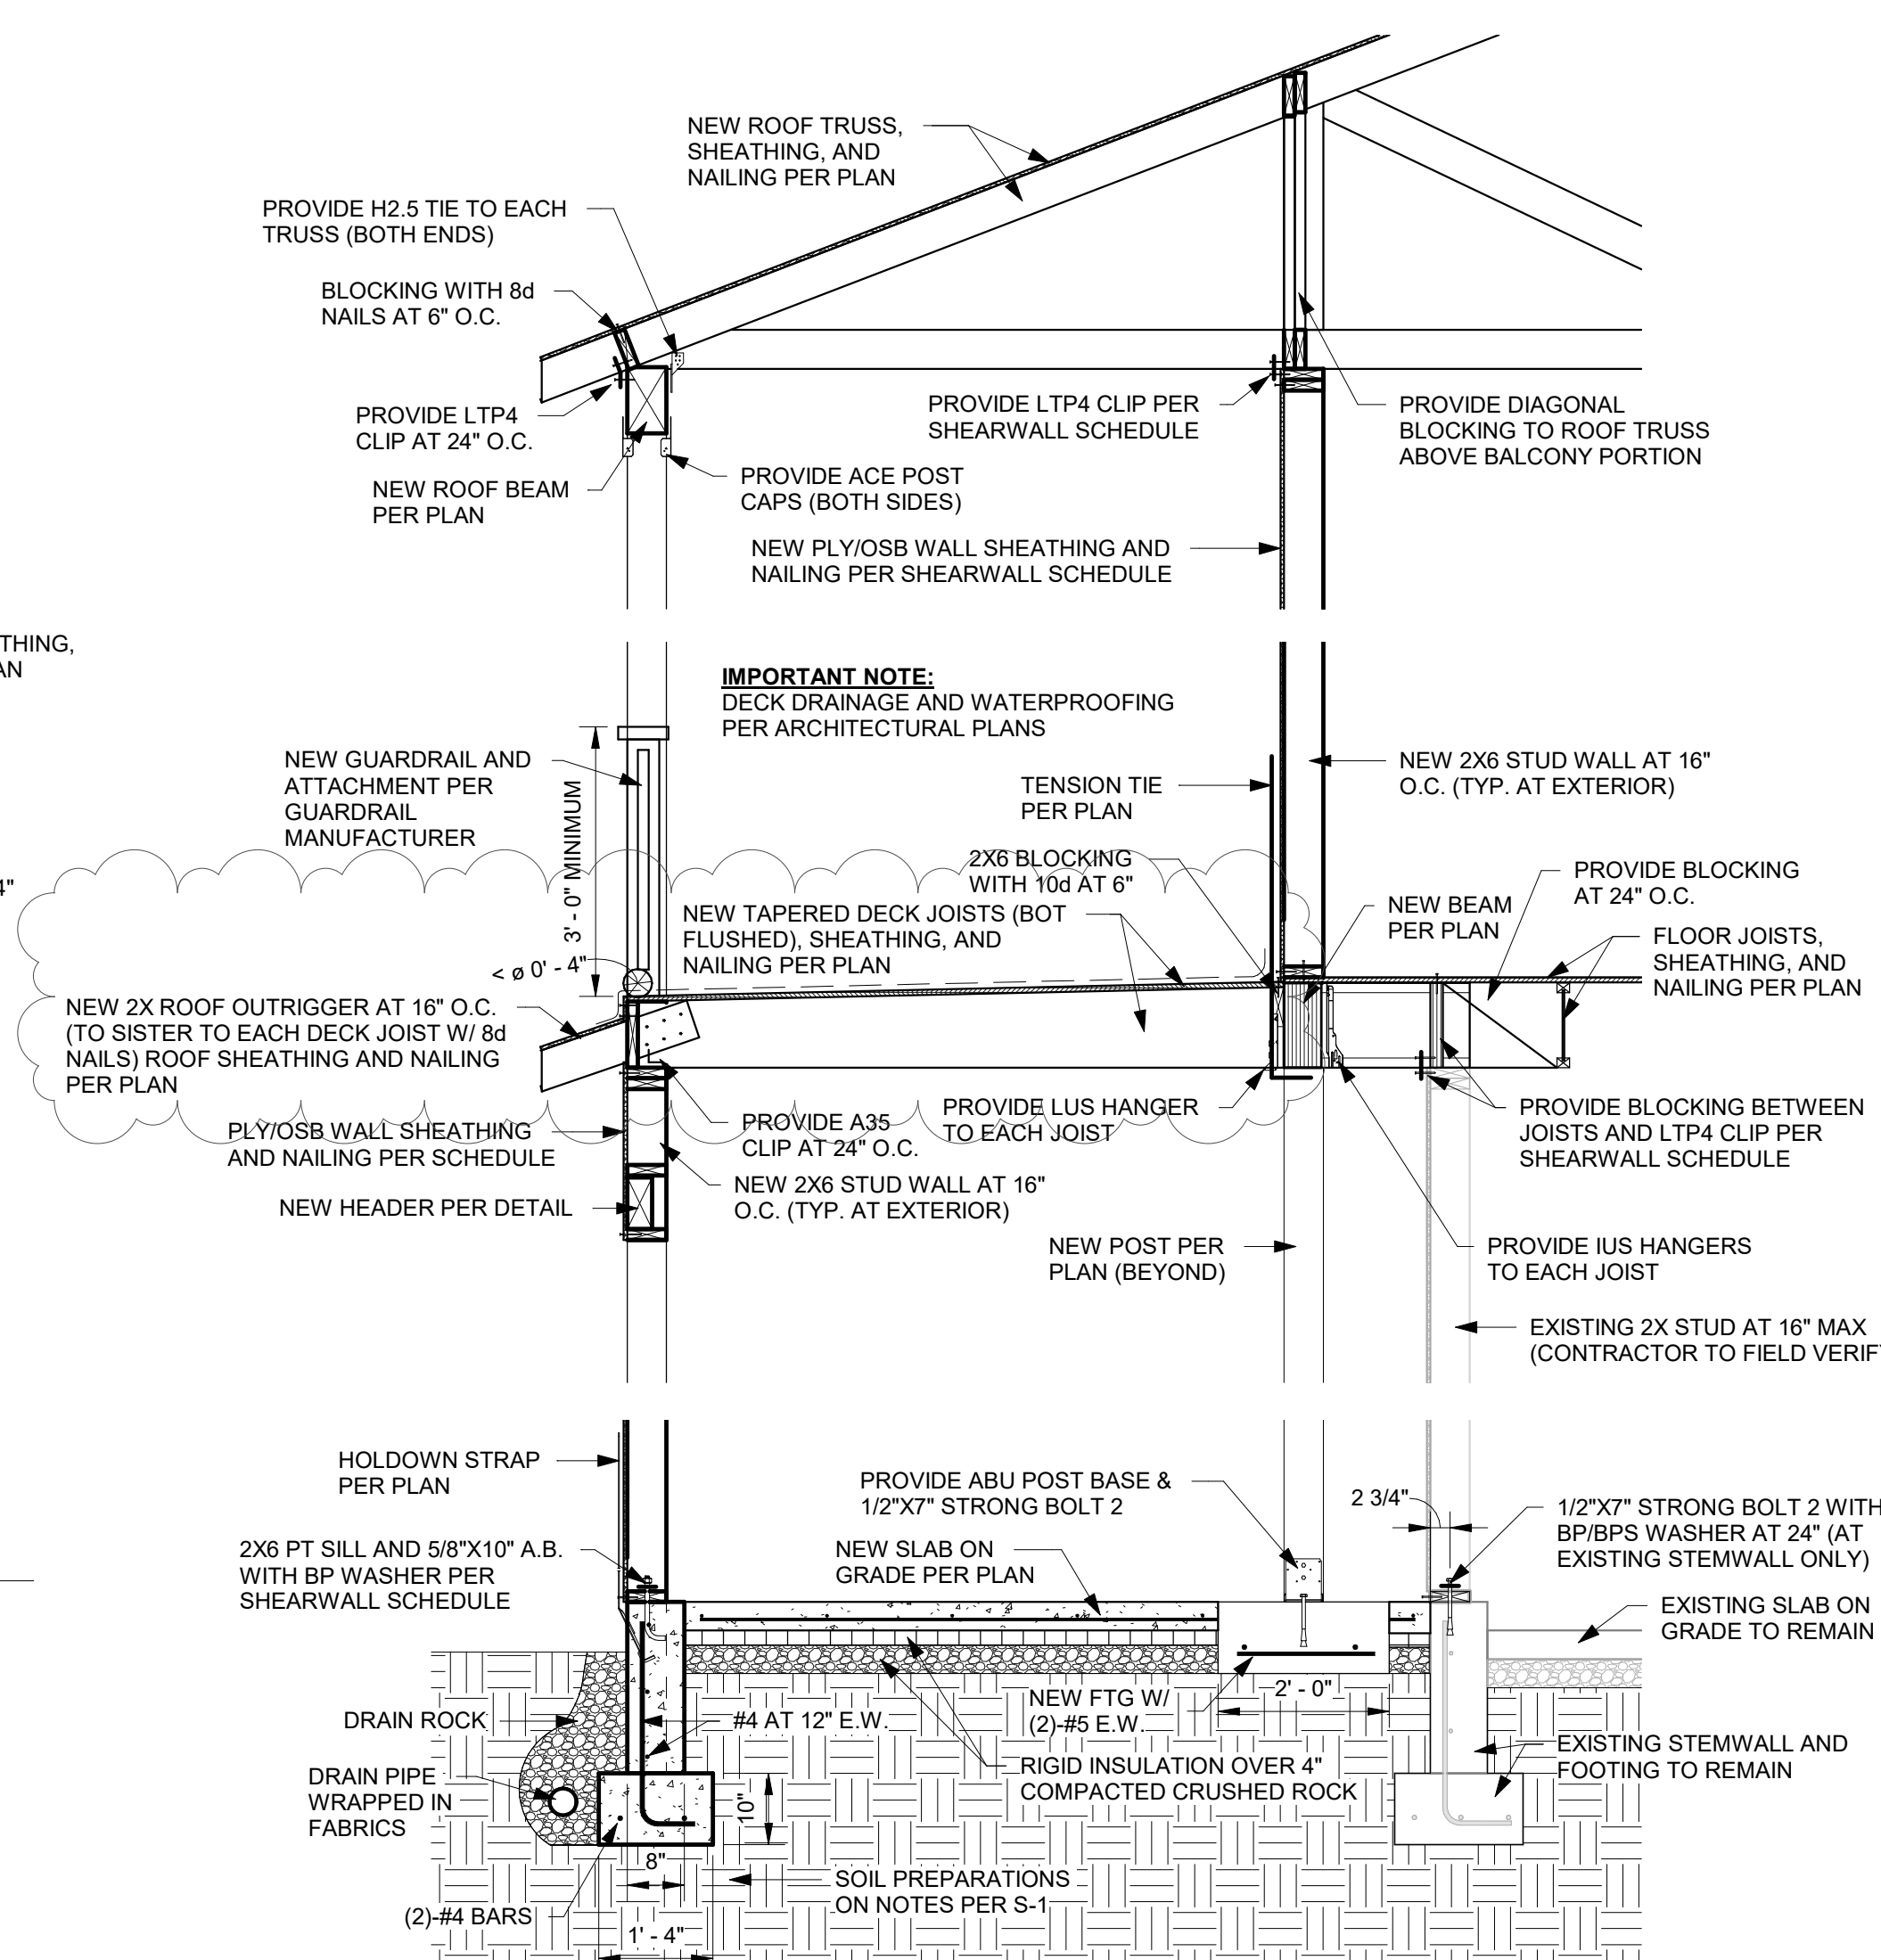 NEW ROOF TRUSS,
SHEATHING, AND
NAILING PER PLAN
PROVIDE H2.5 TIE TO EACH
TRUSS (BOTH ENDS)
BLOCKING WITH 8d
NAILS AT 6" O.C.
PROVIDE LTP4
CLIP AT 24" O.C.
PROVIDE LTP4 CLIP PER
SHEARWALL SCHEDULE
PROVIDE DIAGONAL
BLOCKING TO ROOF TRUSS
ABOVE BALCONY PORTION
NEW ROOF BEAM
PER PLAN
PROVIDE ACE POST
CAPS (BOTH SIDES)
NEW PLY/OSB WALL SHEATHING AND
NAILING PER SHEARWALL SCHEDULE
THING,
AN
IMPORTANT NOTE:
DECK DRAINAGE AND WATERPROOFING
PER ARCHITECTURAL PLANS
NEW GUARDRAIL AND
ATTACHMENT PER
GUARDRAIL
MANUFACTURER
3' - 0" MINIMUM
TENSION TIE
PER PLAN
NEW 2X6 STUD WALL AT 16"
O.C. (TYP. AT EXTERIOR)
4"
2X6 BLOCKING
WITH 10d AT 6"
PROVIDE BLOCKING
AT 24" O.C.
NEW BEAM
PER PLAN
NEW TAPERED DECK JOISTS (BOT
FLUSHED), SHEATHING, AND
NAILING PER PLAN
FLOOR JOISTS,
SHEATHING, AND
NAILING PER PLAN
< ø 0' - 4"
NEW 2X ROOF OUTRIGGER AT 16" O.C.
(TO SISTER TO EACH DECK JOIST W/ 8d
NAILS) ROOF SHEATHING AND NAILING
PER PLAN
PLY/OSB WALL SHEATHING
AND NAILING PER SCHEDULE
PROVIDE A35
CLIP AT 24" O.C.
PROVIDE LUS HANGER
TO EACH JOIST
PROVIDE BLOCKING BETWEEN
JOISTS AND LTP4 CLIP PER
SHEARWALL SCHEDULE
NEW HEADER PER DETAIL
NEW 2X6 STUD WALL AT 16"
O.C. (TYP. AT EXTERIOR)
NEW POST PER
PLAN (BEYOND)
PROVIDE IUS HANGERS
TO EACH JOIST
EXISTING 2X STUD AT 16" MAX
(CONTRACTOR TO FIELD VERIF
HOLDOWN STRAP
PER PLAN
PROVIDE ABU POST BASE &
1/2"X7" STRONG BOLT 2
2 3/4"
1/2"X7" STRONG BOLT 2 WITH
BP/BPS WASHER AT 24" (AT
EXISTING STEMWALL ONLY)
2X6 PT SILL AND 5/8"X10" A.B.
WITH BP WASHER PER
SHEARWALL SCHEDULE
NEW SLAB ON
GRADE PER PLAN
EXISTING SLAB ON
GRADE TO REMAIN
NEW FTG W/
(2)-#5 E.W.
2' - 0"
DRAIN ROCK
#4 AT 12" E.W.
RIGID INSULATION OVER 4"
COMPACTED CRUSHED ROCK
EXISTING STEMWALL AND
FOOTING TO REMAIN
DRAIN PIPE
WRAPPED IN
FABRICS
10"
8"
SOIL PREPARATIONS
ON NOTES PER S-1
(2)-#4 BARS
1' - 4"